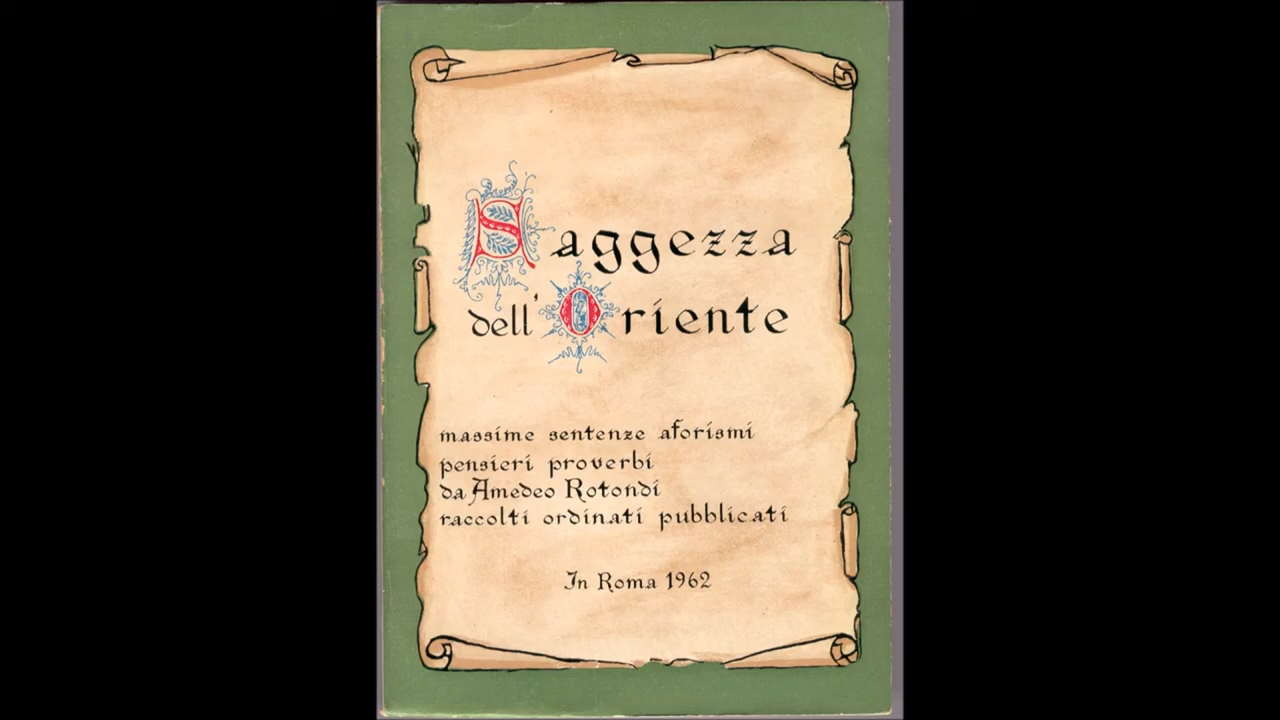 Saggezza
dell'Oriente
massime sentenze aforismi
pensieri proverbi
da Amedeo Rotondi
raccolti ordinati pubblicati
In Roma 1962